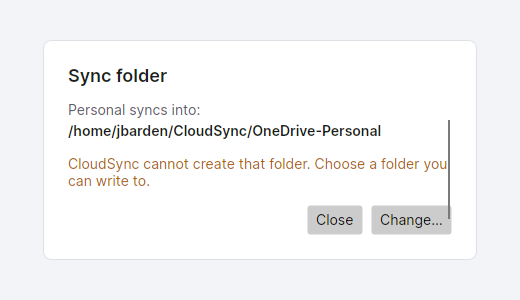 Sync folder
Personal syncs into:
/home/jbarden/CloudSync/OneDrive-Personal
CloudSync cannot create that folder. Choose a folder you
can write to.
Close
Change...